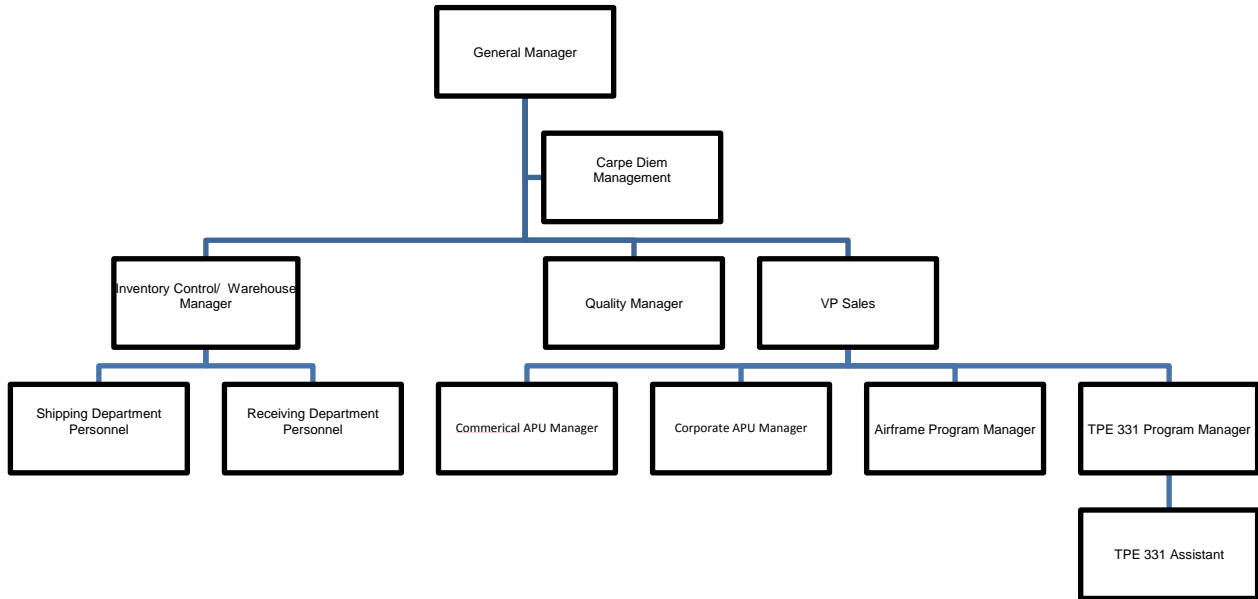 General Manager
Carpe Diem
Management
Inventory Control/ Warehouse
Manager
Quality Manager
VP Sales
Shipping Department
Personnel
Receiving Department
Personnel
Commerical APU Manager
Corporate APU Manager
Airframe Program Manager
TPE 331 Program Manager
TPE 331 Assistant